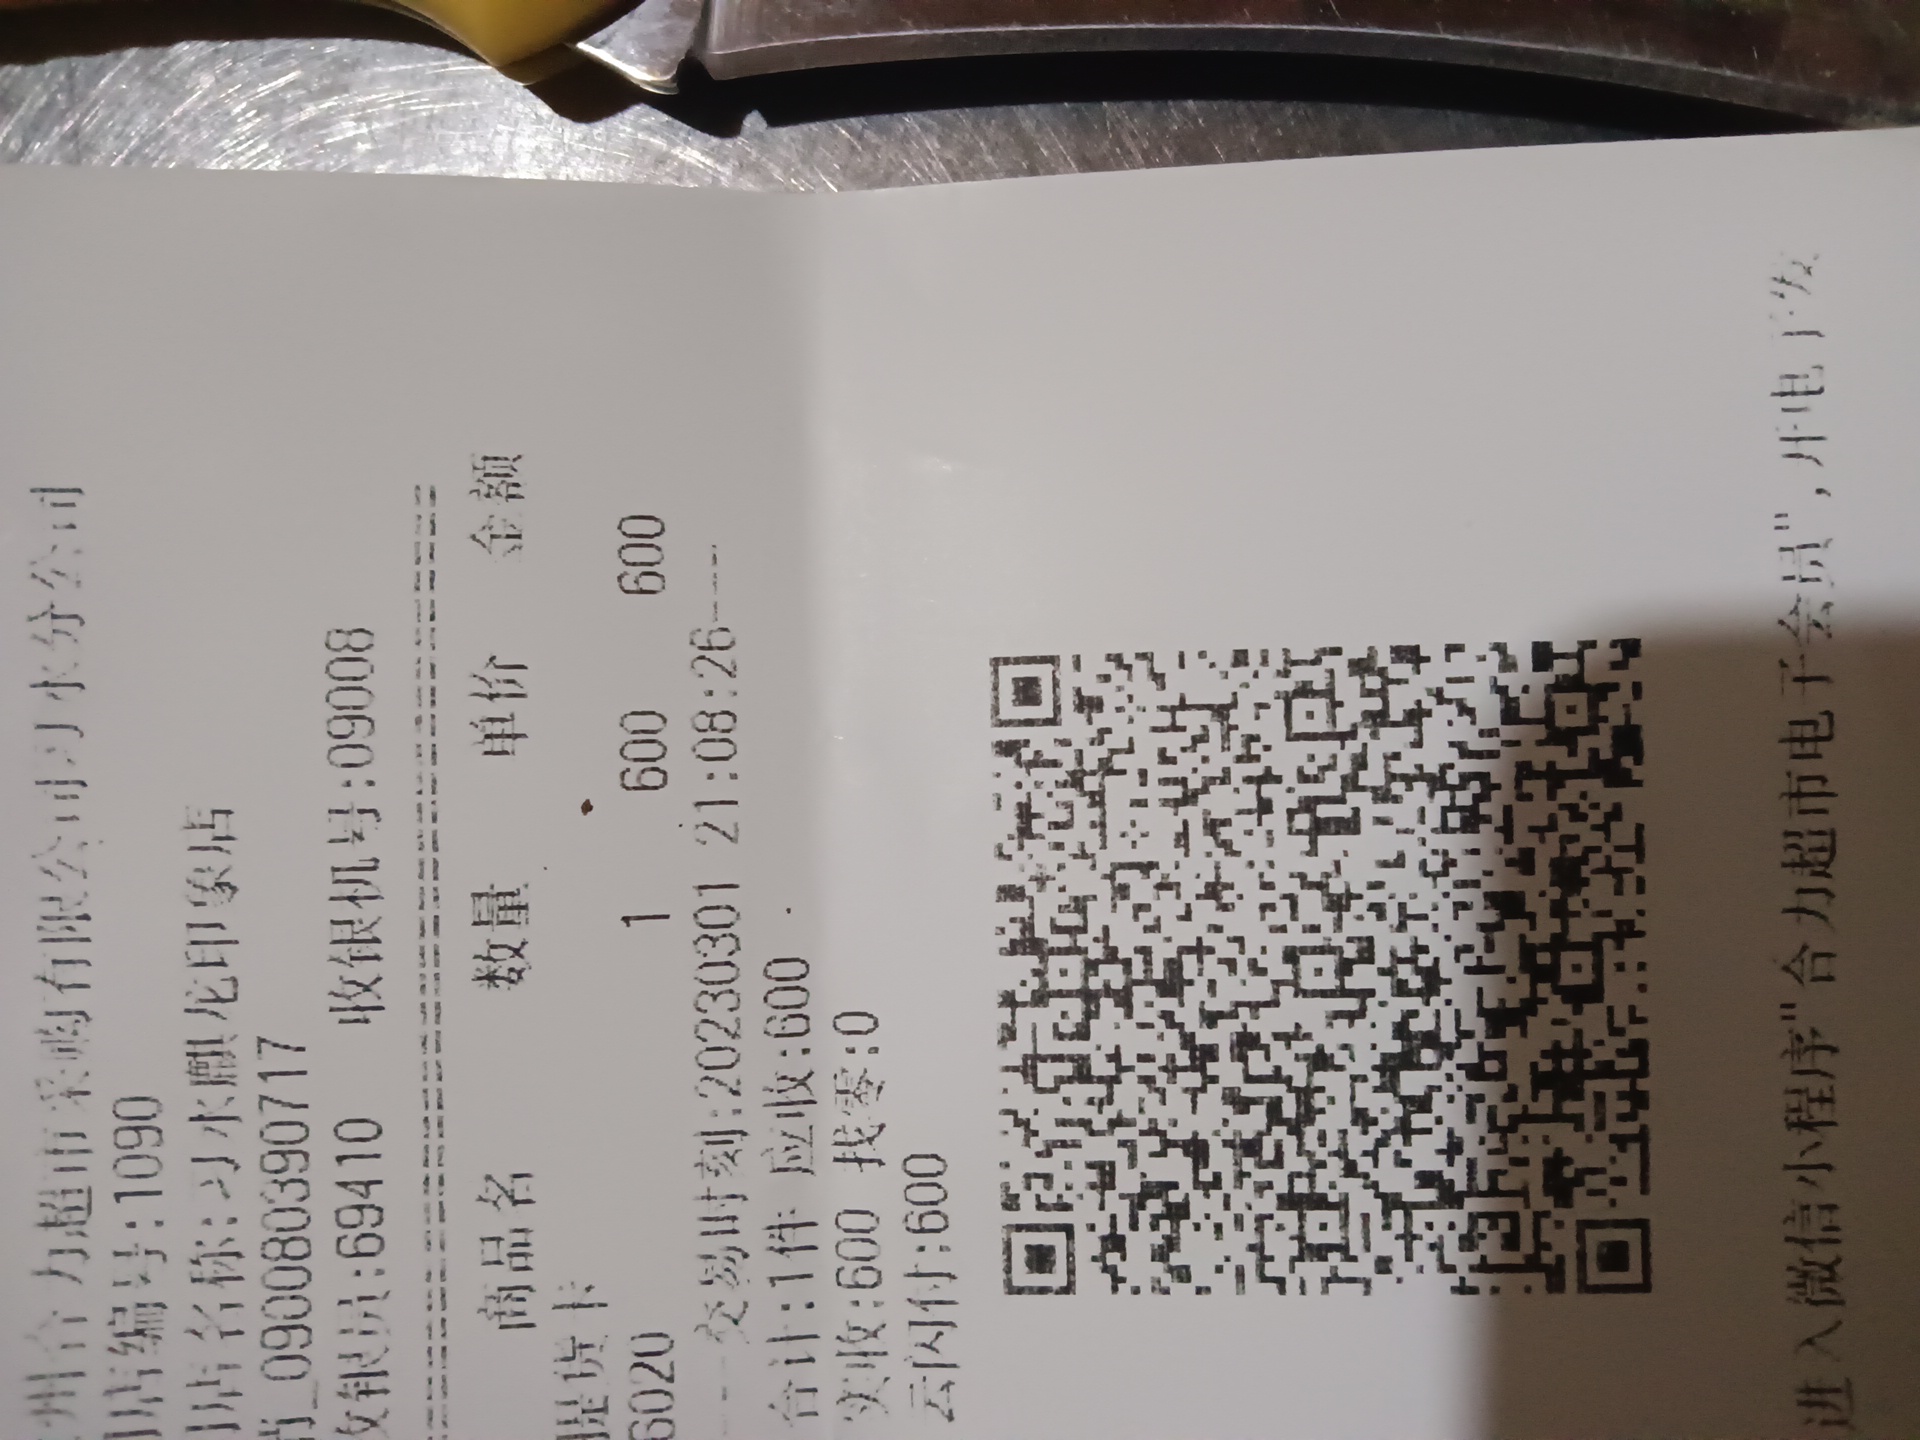 州合力超市采购有限公司习水分公司
店编号:1090
店名称:习水麒龙印象店
_090080390717
收银员:69410 收银机号:09008
商品名 数量 单价 金额
提货卡
6020 1 600 600
----交易时刻:20230301 21:08:26----
合计:1件 应收:600
实收:600 找零:0
云闪付:600
进入微信小程序"合力超市电子会员",开电子发